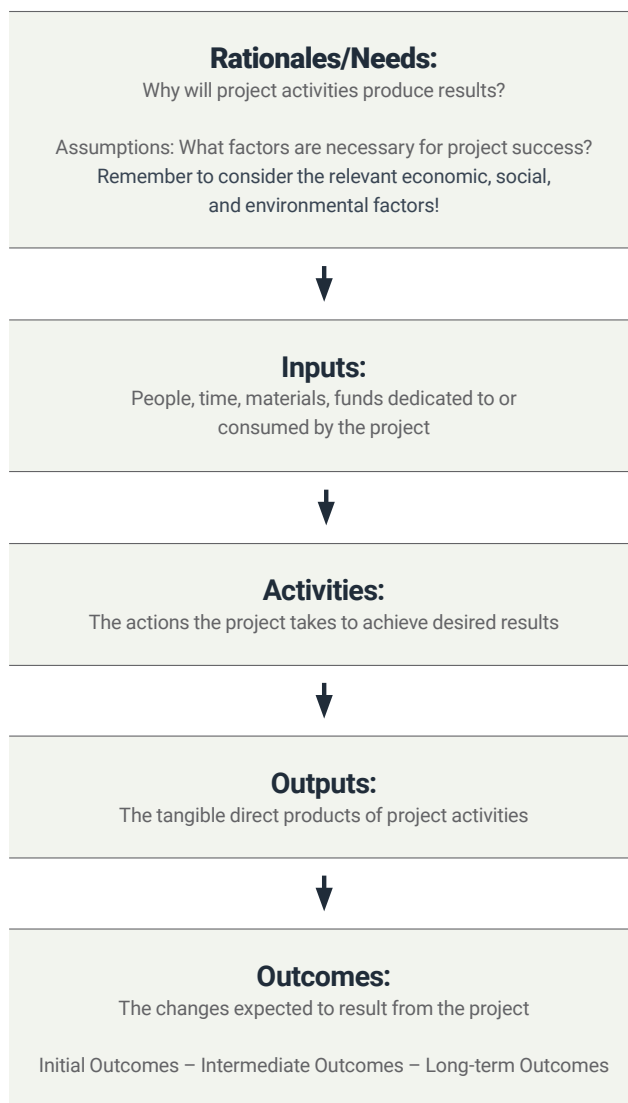 Rationales/Needs:
Why will project activities produce results?
Assumptions: What factors are necessary for project success?
Remember to consider the relevant economic, social,
and environmental factors!
Inputs:
People, time, materials, funds dedicated to or
consumed by the project
Activities:
The actions the project takes to achieve desired results
Outputs:
The tangible direct products of project activities
Outcomes:
The changes expected to result from the project
Initial Outcomes – Intermediate Outcomes – Long-term Outcomes